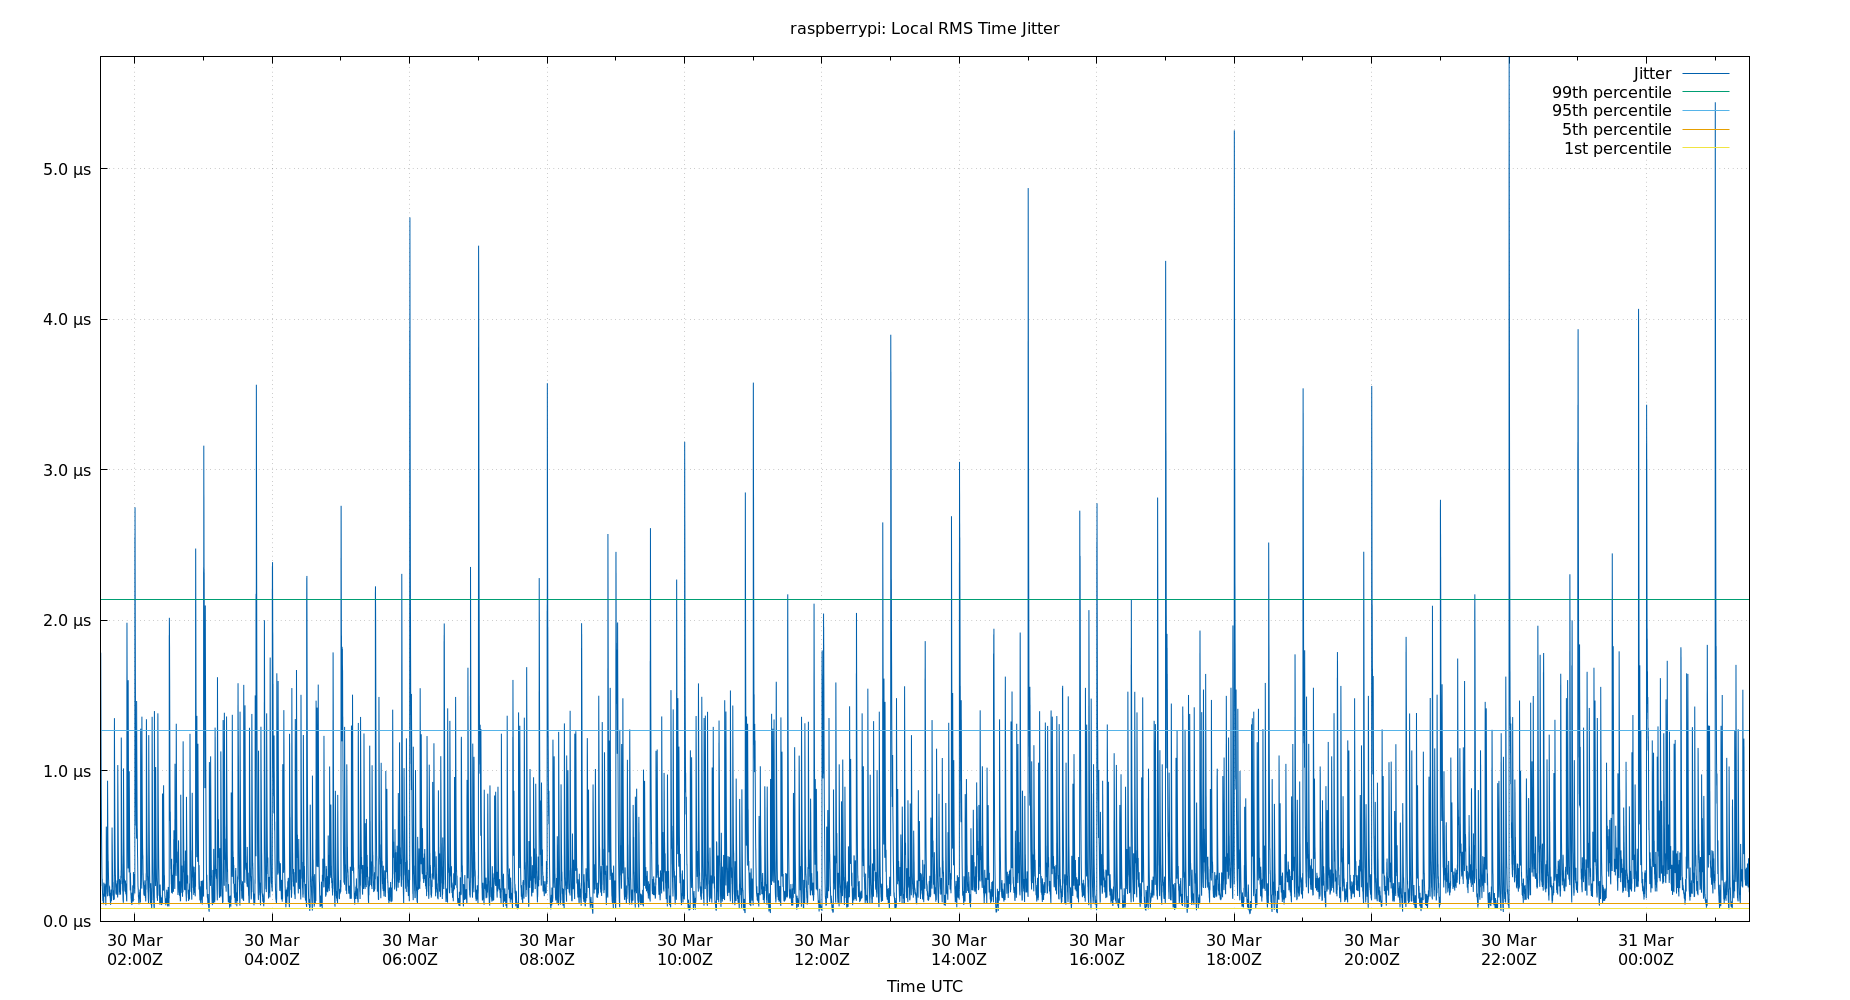 raspberrypi: Local RMS Time Jitter
Jitter
99th percentile
95th percentile
5th percentile
1st percentile
5.0 µs
4.0 µs
3.0 µs
2.0 µs
1.0 µs
0.0 µs
30 Mar 30 Mar 30 Mar 30 Mar 30 Mar 30 Mar 30 Mar 30 Mar 30 Mar 30 Mar 30 Mar 31 Mar
02:00Z 04:00Z 06:00Z 08:00Z 10:00Z 12:00Z 14:00Z 16:00Z 18:00Z 20:00Z 22:00Z 00:00Z
Time UTC